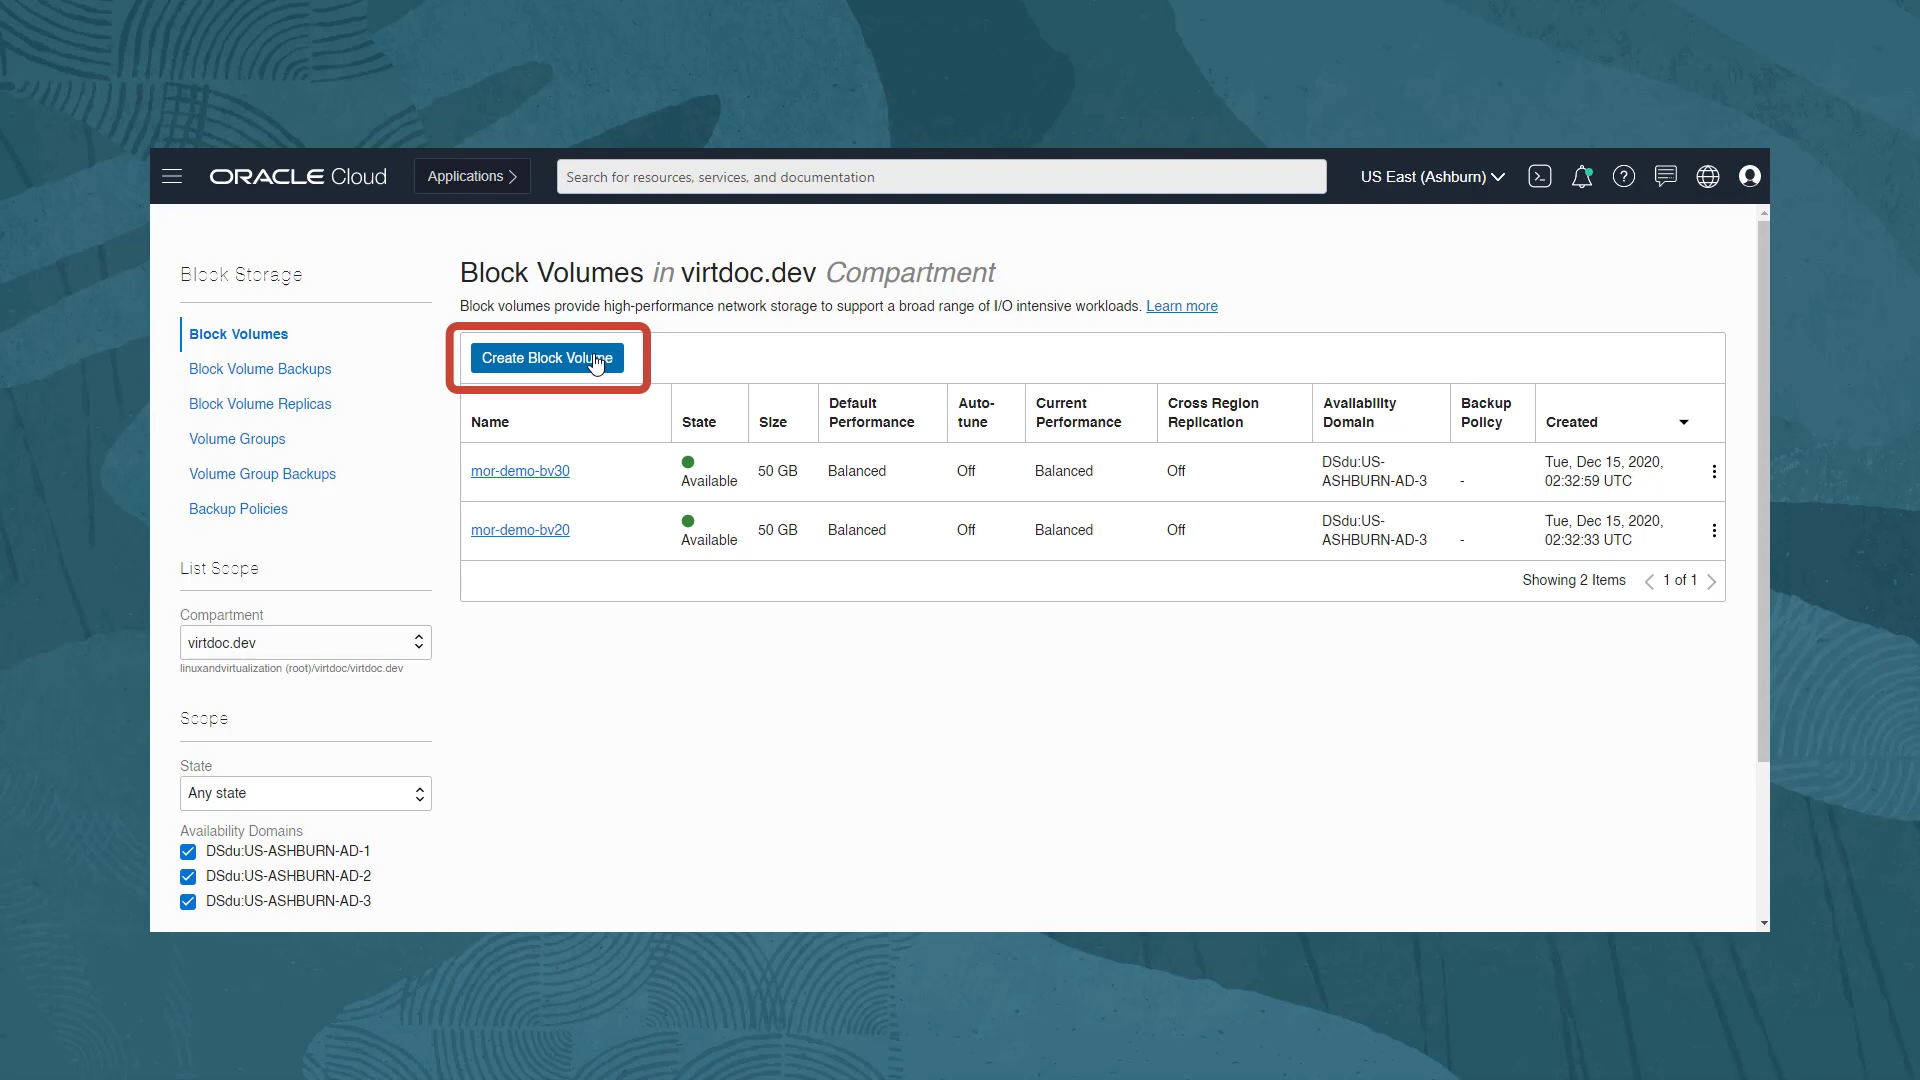 ORACLE Cloud
Applications
Search for resources, services, and documentation
US East (Ashburn)
Block Storage
Block Volumes
Block Volume Backups
Block Volume Replicas
Volume Groups
Volume Group Backups
Backup Policies
List Scope
Compartment
virtdoc.dev
linuxandvirtualization (root)/virtdoc/virtdoc.dev
Scope
State
Any state
Availability Domains
DSdu:US-ASHBURN-AD-1
DSdu:US-ASHBURN-AD-2
DSdu:US-ASHBURN-AD-3
Block Volumes in virtdoc.dev Compartment
Block volumes provide high-performance network storage to support a broad range of I/O intensive workloads. Learn more
Create Block Volume
Name State Size Default Performance Auto-tune Current Performance Cross Region Replication Availability Domain Backup Policy Created
mor-demo-bv30 Available 50 GB Balanced Off Balanced Off DSdu:US-ASHBURN-AD-3 - Tue, Dec 15, 2020, 02:32:59 UTC
mor-demo-bv20 Available 50 GB Balanced Off Balanced Off DSdu:US-ASHBURN-AD-3 - Tue, Dec 15, 2020, 02:32:33 UTC
Showing 2 Items 1 of 1